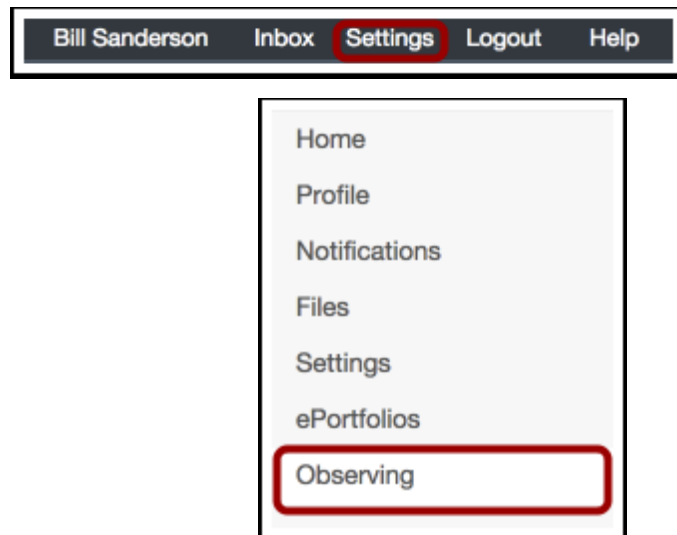 Bill Sanderson Inbox Settings Logout Help
Home
Profile
Notifications
Files
Settings
ePortfolios
Observing